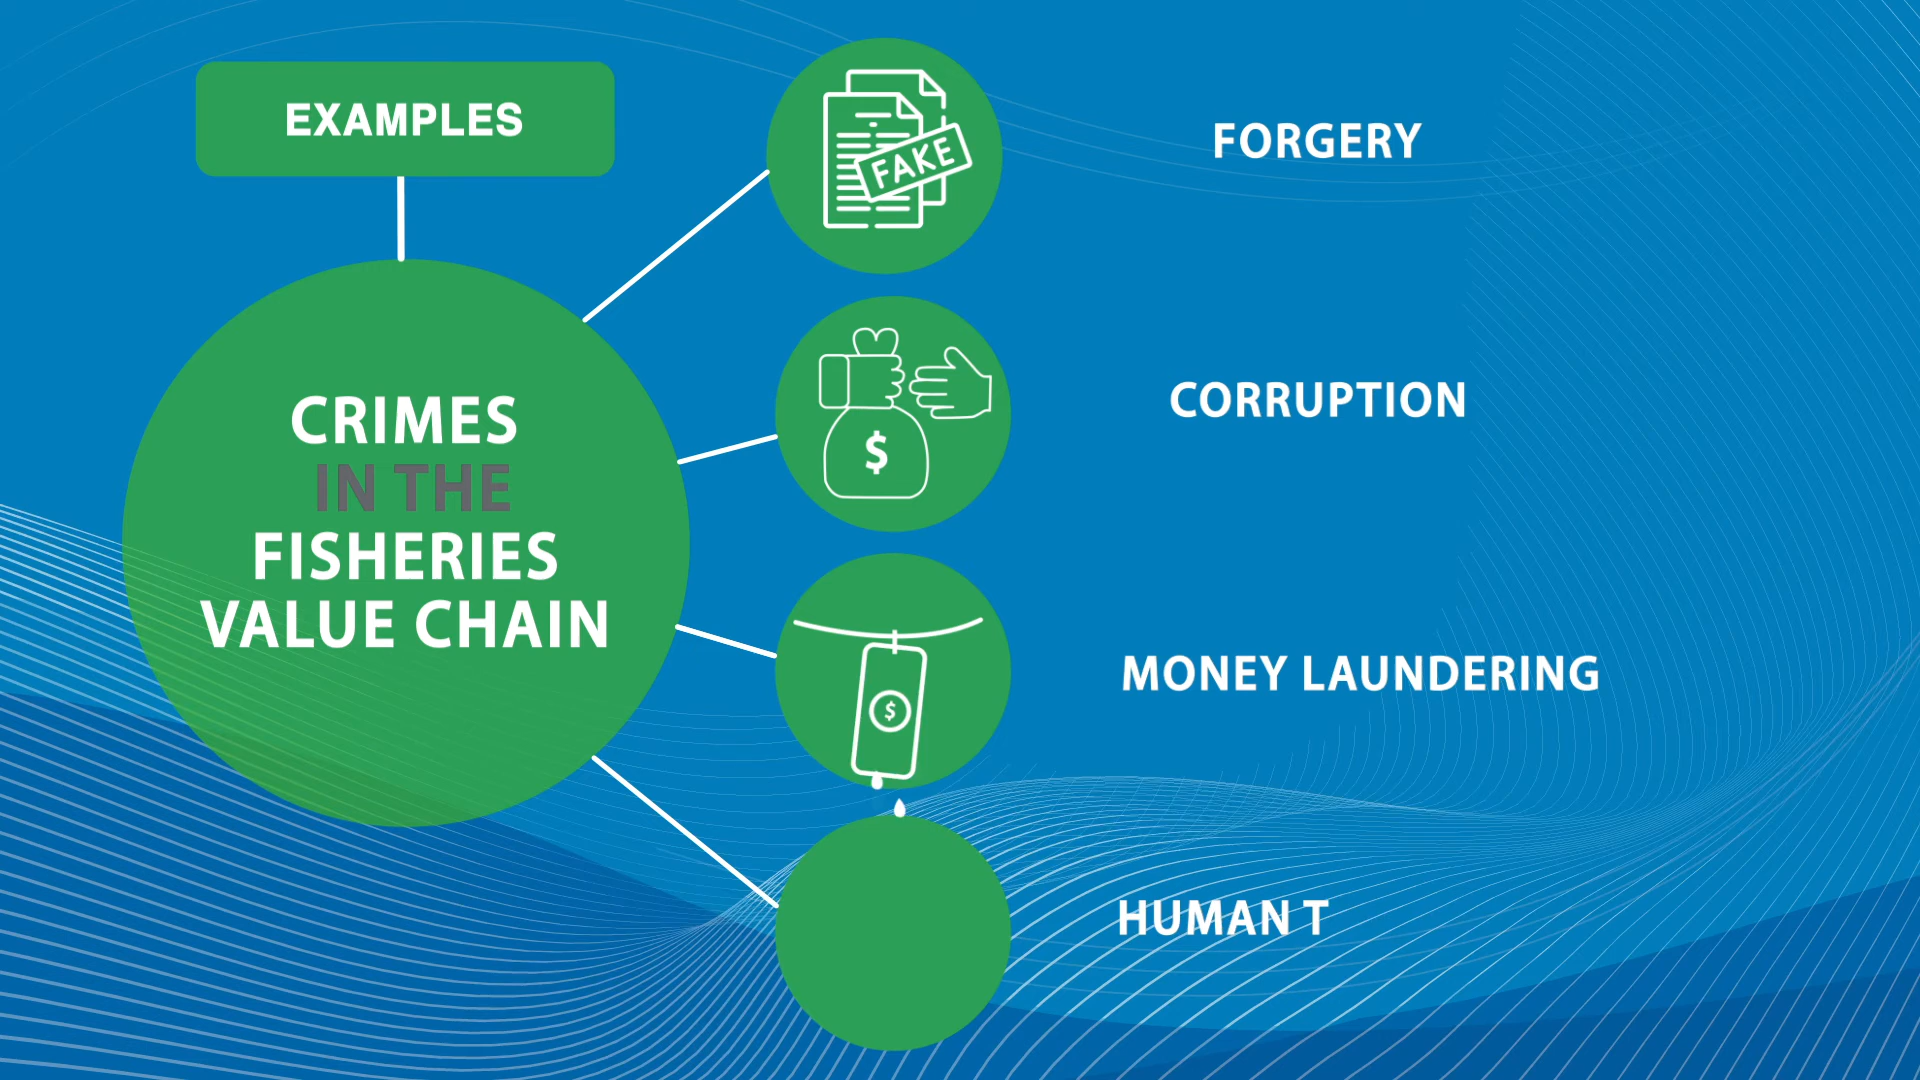 EXAMPLES
CRIMES
IN THE
FISHERIES
VALUE CHAIN
FAKE
FORGERY
$
CORRUPTION
$
MONEY LAUNDERING
HUMAN T